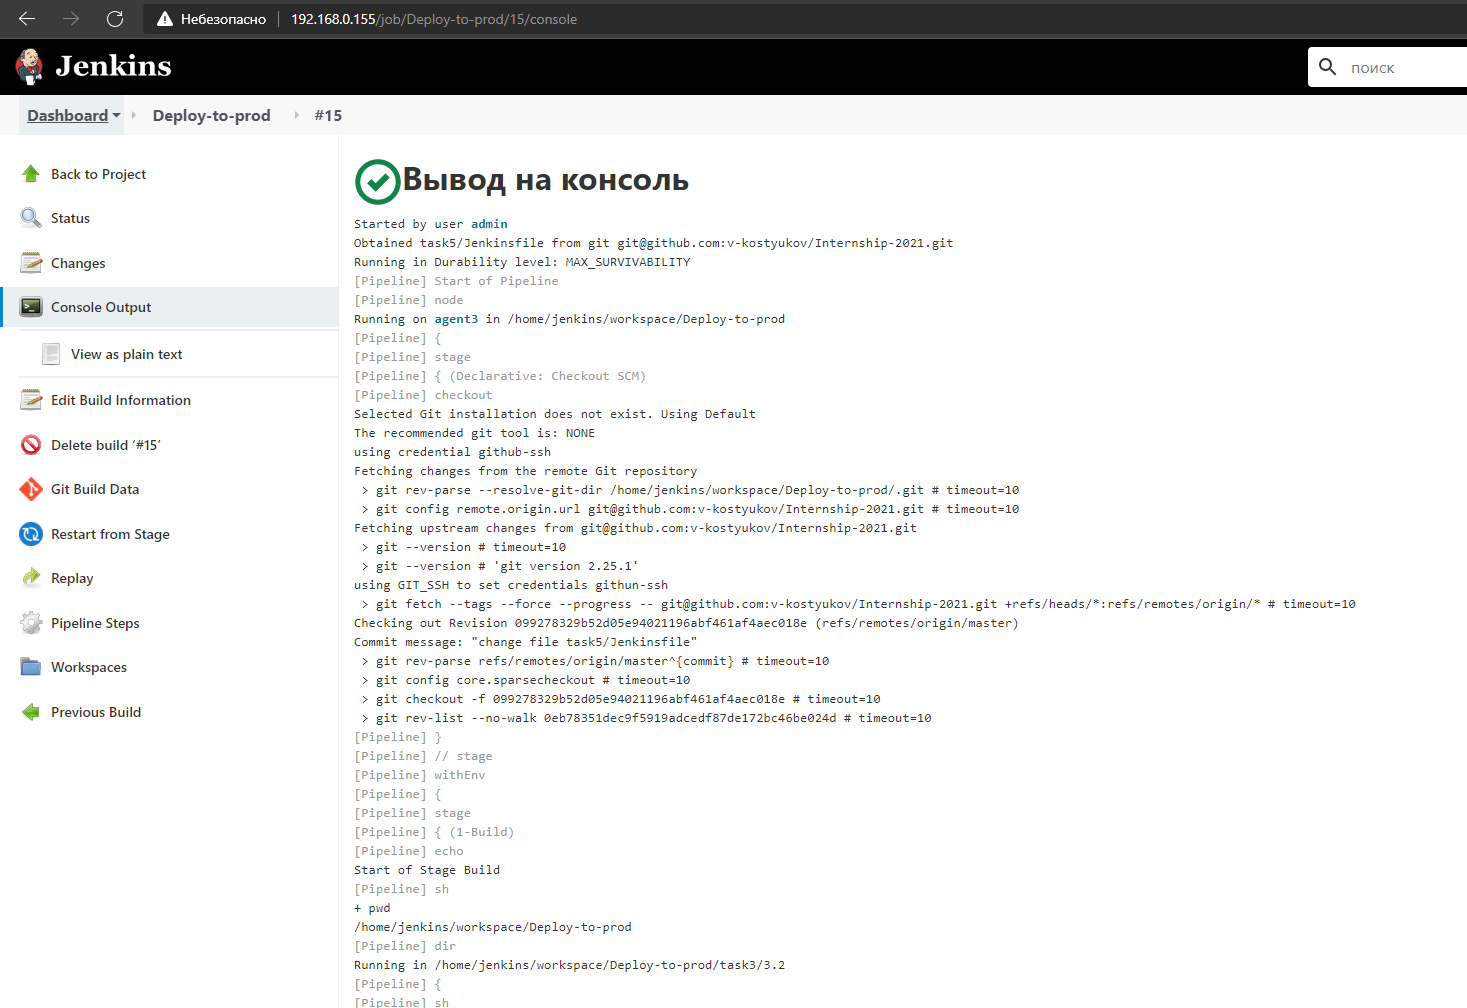 Небезопасно 192.168.0.155/job/Deploy-to-prod/15/console
Jenkins
поиск
Dashboard Deploy-to-prod #15
Back to Project
Status
Changes
Console Output
View as plain text
Edit Build Information
Delete build ‘#15’
Git Build Data
Restart from Stage
Replay
Pipeline Steps
Workspaces
Previous Build
Вывод на консоль
Started by user admin
Obtained task5/Jenkinsfile from git git@github.com:v-kostyukov/Internship-2021.git
Running in Durability level: MAX_SURVIVABILITY
[Pipeline] Start of Pipeline
[Pipeline] node
Running on agent3 in /home/jenkins/workspace/Deploy-to-prod
[Pipeline] {
[Pipeline] stage
[Pipeline] { (Declarative: Checkout SCM)
[Pipeline] checkout
Selected Git installation does not exist. Using Default
The recommended git tool is: NONE
using credential github-ssh
Fetching changes from the remote Git repository
 > git rev-parse --resolve-git-dir /home/jenkins/workspace/Deploy-to-prod/.git # timeout=10
 > git config remote.origin.url git@github.com:v-kostyukov/Internship-2021.git # timeout=10
Fetching upstream changes from git@github.com:v-kostyukov/Internship-2021.git
 > git --version # timeout=10
 > git --version # 'git version 2.25.1'
using GIT_SSH to set credentials githun-ssh
 > git fetch --tags --force --progress -- git@github.com:v-kostyukov/Internship-2021.git +refs/heads/*:refs/remotes/origin/* # timeout=10
Checking out Revision 099278329b52d05e94021196abf461af4aec018e (refs/remotes/origin/master)
Commit message: "change file task5/Jenkinsfile"
 > git rev-parse refs/remotes/origin/master^{commit} # timeout=10
 > git config core.sparsecheckout # timeout=10
 > git checkout -f 099278329b52d05e94021196abf461af4aec018e # timeout=10
 > git rev-list --no-walk 0eb78351dec9f5919adcedf87de172bc46be024d # timeout=10
[Pipeline] }
[Pipeline] // stage
[Pipeline] withEnv
[Pipeline] {
[Pipeline] stage
[Pipeline] { (1-Build)
[Pipeline] echo
Start of Stage Build
[Pipeline] sh
+ pwd
/home/jenkins/workspace/Deploy-to-prod
[Pipeline] dir
Running in /home/jenkins/workspace/Deploy-to-prod/task3/3.2
[Pipeline] {
[Pipeline] sh